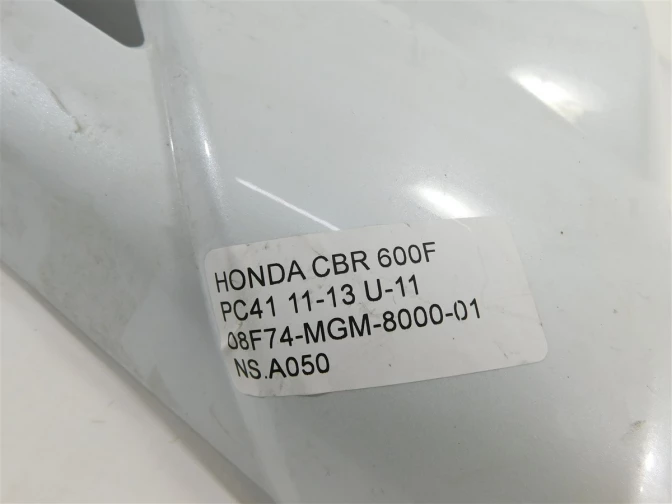 HONDA CBR 600F
PC41 11-13 U-11
08F74-MGM-8000-01
NS.A050